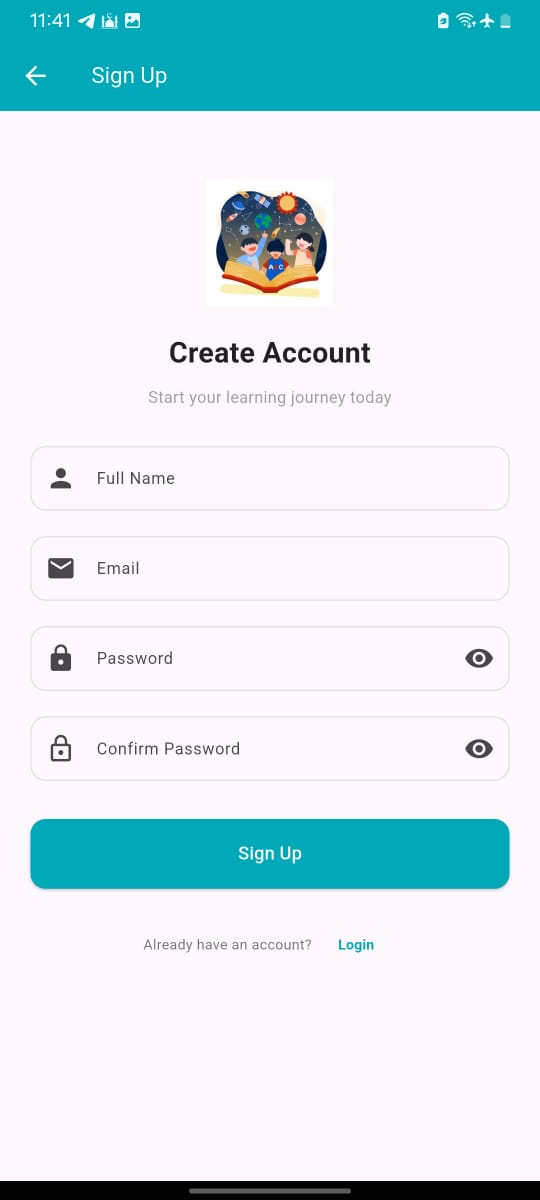 11:41
Sign Up
Create Account
Start your learning journey today
Full Name
Email
Password
Confirm Password
Sign Up
Already have an account? Login